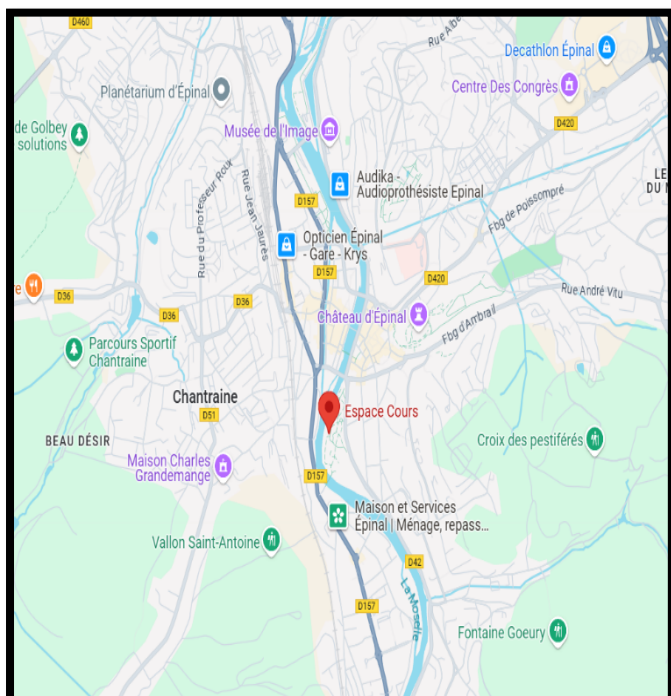 D460
Rue Albe
Decathlon Épinal
Planétarium d'Épinal
Centre Des Congrès
de Golbey
solutions
Musée de l'Image
D420
Rue du Professeur Roux
Rue Jean Jaurès
Audika -
Audioprothésiste Epinal
LE
DU
D157
Fbg de Poissompré
Opticien Épinal
- Gare - Krys
D157
D420
re
D36
D36
D36
Rue André Vitu
Château d'Épinal
Fbg d'Ambrail
Parcours Sportif
Chantraine
Chantraine
D51
Espace Cours
BEAU DÉSIR
Croix des pestiférés
Maison Charles
Grandemange
D157
Maison et Services
Épinal | Ménage, repass...
Vallon Saint-Antoine
D42
La Moselle
D157
Fontaine Goeury